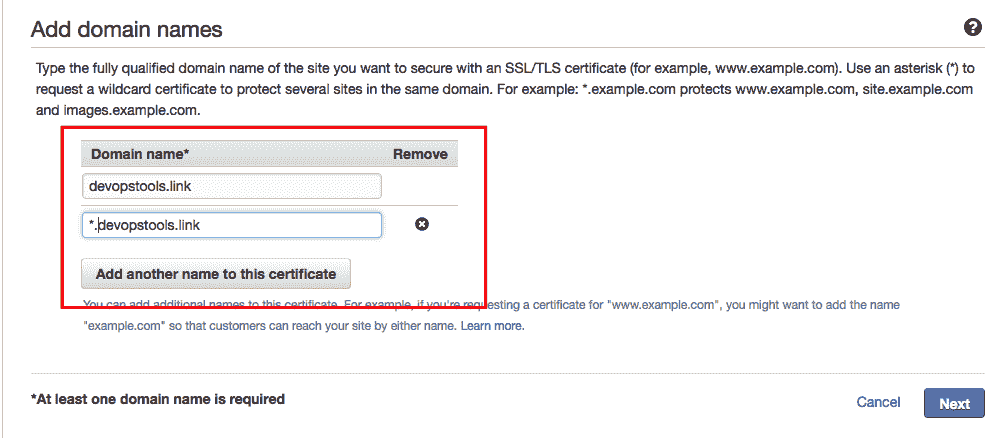 Add domain names
?
Type the fully qualified domain name of the site you want to secure with an SSL/TLS certificate (for example, www.example.com). Use an asterisk (*) to
request a wildcard certificate to protect several sites in the same domain. For example: *.example.com protects www.example.com, site.example.com
and images.example.com.
Domain name* Remove
devopstools.link
*.devopstools.link
Add another name to this certificate
You can add additional names to this certificate. For example, if you're requesting a certificate for "www.example.com", you might want to add the name
"example.com" so that customers can reach your site by either name. Learn more.
*At least one domain name is required
Cancel Next